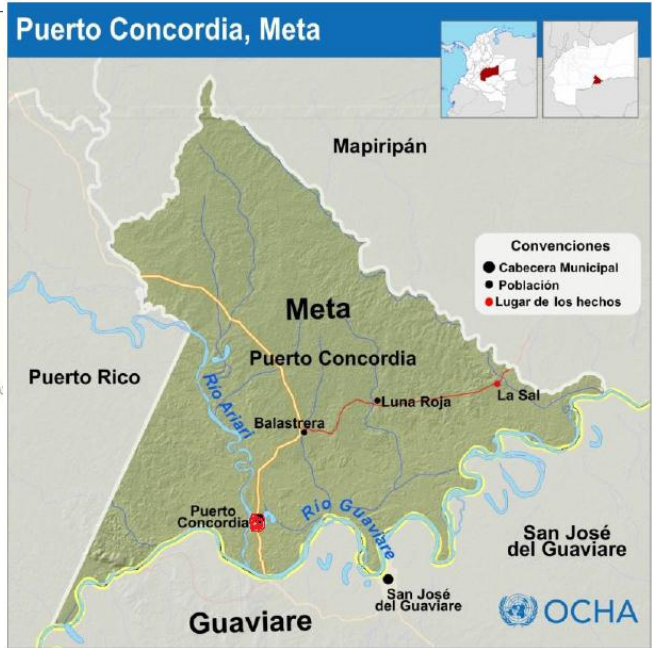 Puerto Concordia, Meta
Mapiripán
Convenciones
Cabecera Municipal
Población
Lugar de los hechos
Meta
Puerto Concordia
Puerto Rico
Río Ariari
Luna Roja
La Sal
Balastrera
Puerto
Concordia
Río Guaviare
San José
del Guaviare
San José
del Guaviare
Guaviare
OCHA